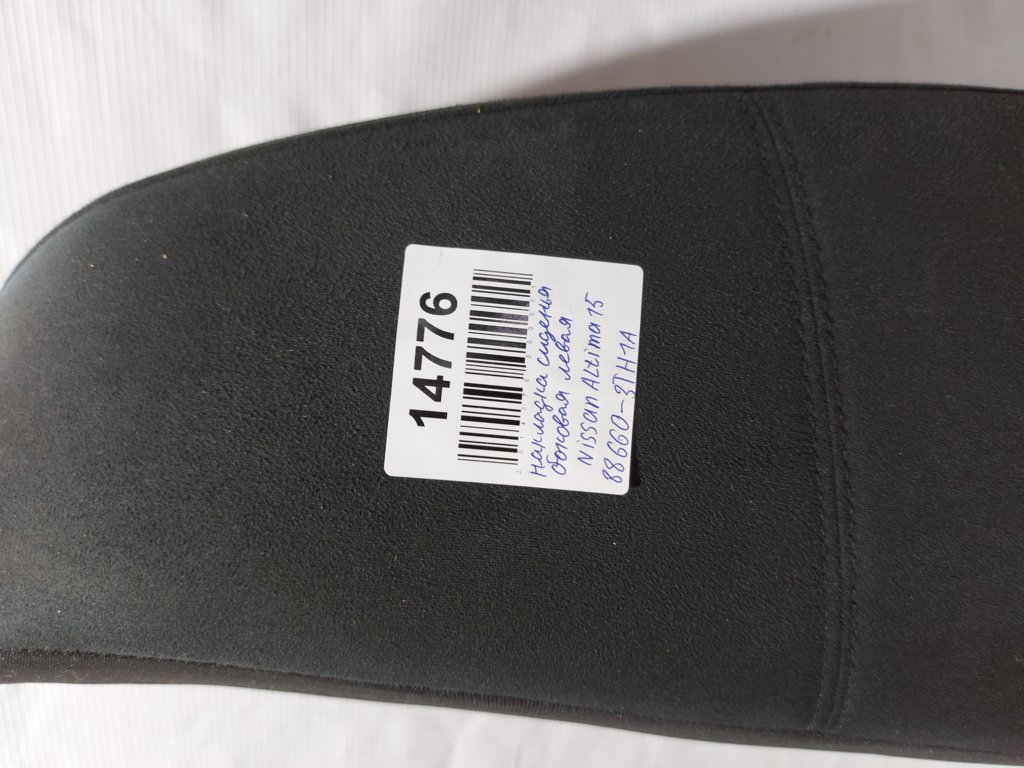 14776
накладка сиденья
боковая левая
Nissan Altima 15
88660-3TH1A